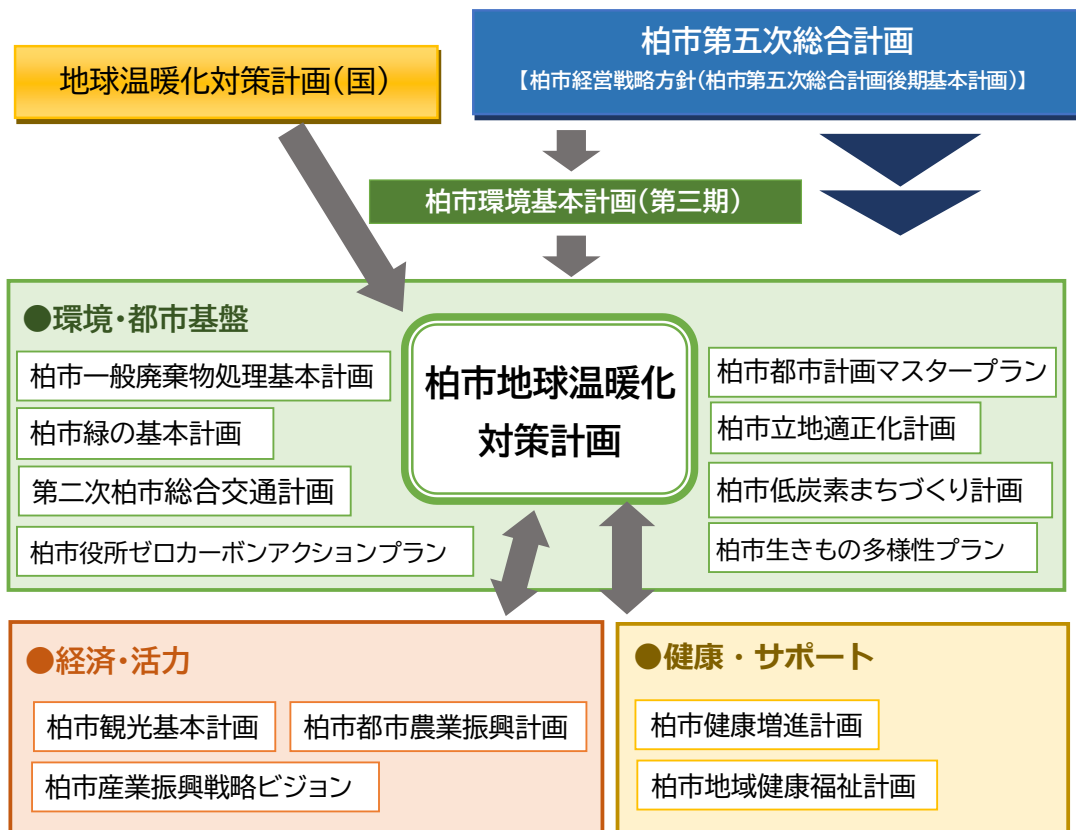 地球温暖化対策計画(国)
柏市第五次総合計画
【柏市経営戦略方針(柏市第五次総合計画後期基本計画)】
柏市環境基本計画(第三期)
●環境・都市基盤
柏市一般廃棄物処理基本計画
柏市緑の基本計画
第二次柏市総合交通計画
柏市役所ゼロカーボンアクションプラン
柏市地球温暖化
対策計画
柏市都市計画マスタープラン
柏市立地適正化計画
柏市低炭素まちづくり計画
柏市生きもの多様性プラン
●経済・活力
柏市観光基本計画
柏市都市農業振興計画
柏市産業振興戦略ビジョン
●健康・サポート
柏市健康増進計画
柏市地域健康福祉計画